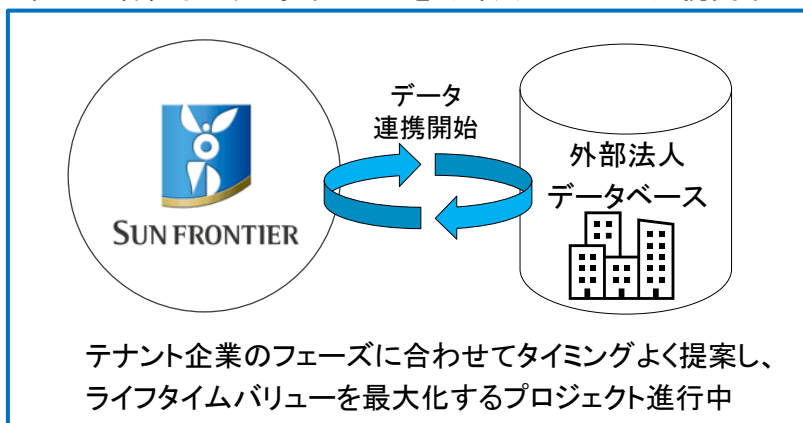 データ
連携開始
外部法人
データベース
SUN FRONTIER
テナント企業のフェーズに合わせてタイミングよく提案し、
ライフタイムバリューを最大化するプロジェクト進行中